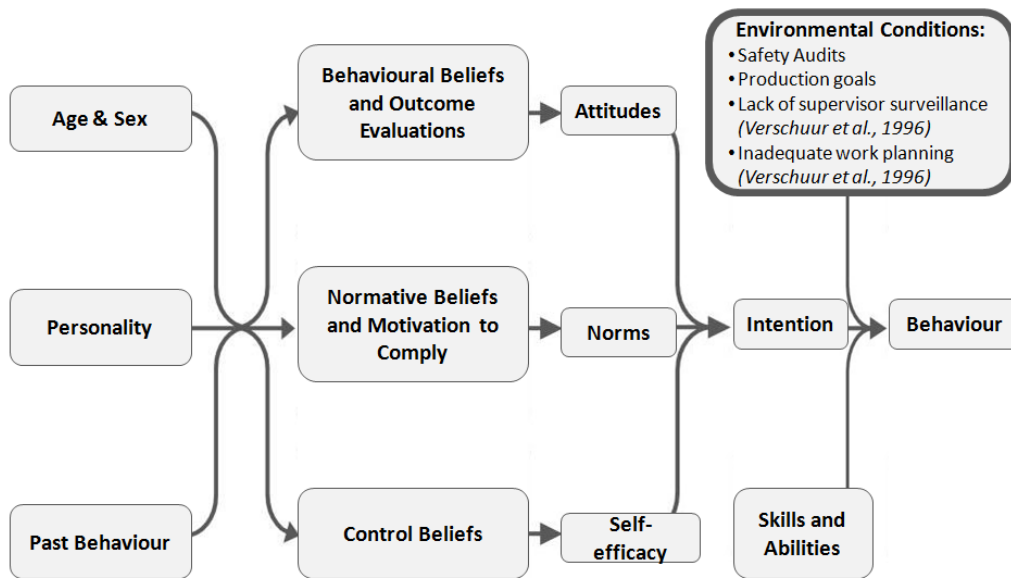 Age & Sex
Personality
Past Behaviour
Behavioural Beliefs
and Outcome
Evaluations
Normative Beliefs
and Motivation to
Comply
Control Beliefs
Attitudes
Norms
Self-
efficacy
Environmental Conditions:
• Safety Audits
• Production goals
• Lack of supervisor surveillance
(Verschuur et al., 1996)
• Inadequate work planning
(Verschuur et al., 1996)
Intention
Behaviour
Skills and
Abilities